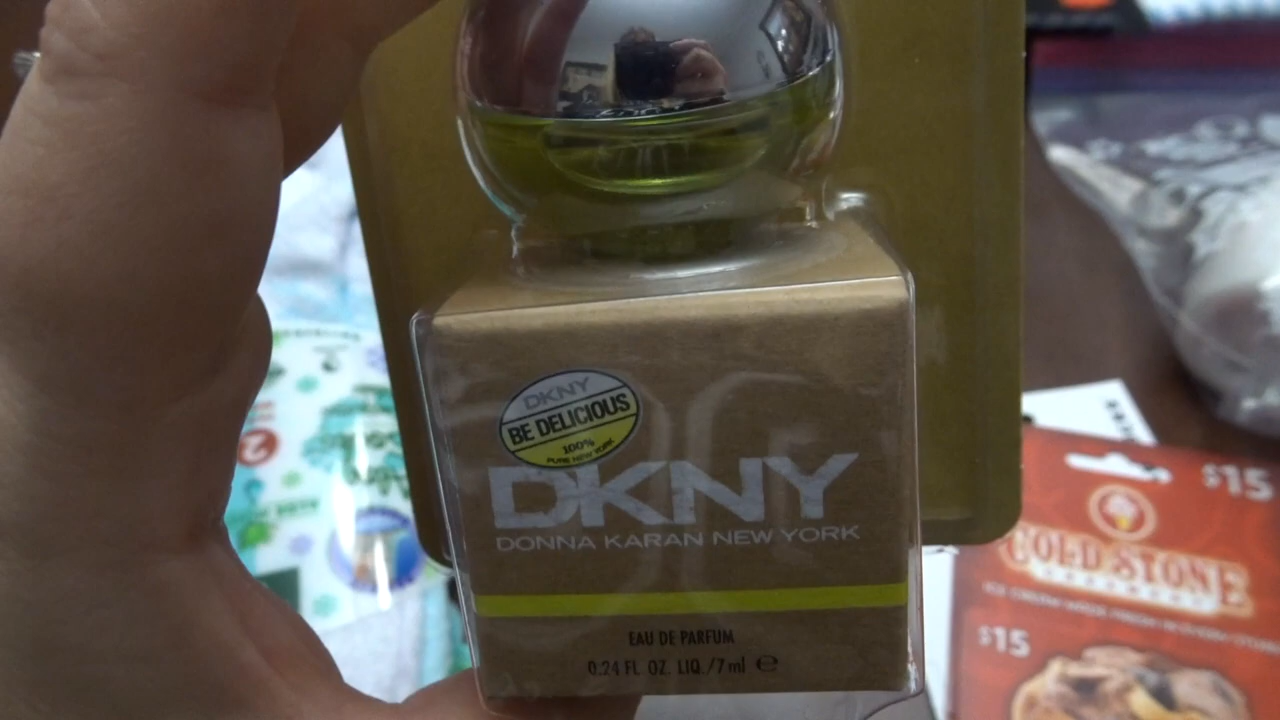 DKNY
BE DELICIOUS
100%
PURE NEW YORK
DKNY
DONNA KARAN NEW YORK
EAU DE PARFUM
0.24 FL. OZ. LIQ./7 ml e
$15
COLD STONE
CREAMERY
$15